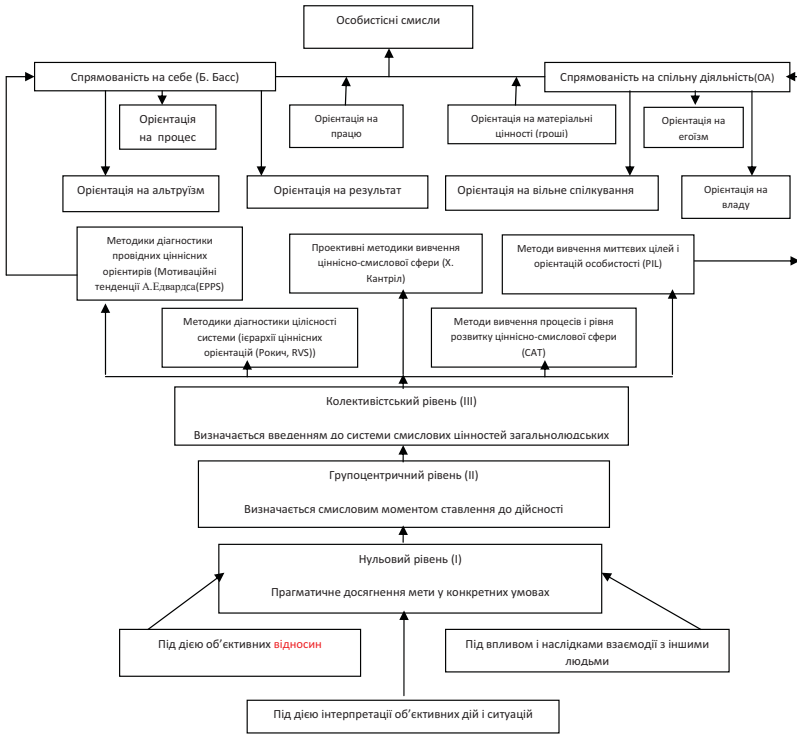 Особистісні смисли
Спрямованість на себе (Б. Басс)
Спрямованість на спільну діяльність(ОА)
Орієнтація
на процес
Орієнтація на
працю
Орієнтація на матеріальні
цінності (гроші)
Орієнтація на
егоїзм
Орієнтація на альтруїзм
Орієнтація на результат
Орієнтація на вільне спілкування
Орієнтація на
владу
Методики діагностики
провідних ціннісних
орієнтирів (Мотиваційні
тенденції А.Едвардса(EPPS)
Проективні методики вивчення
ціннісно-смислової сфери (Х.
Кантріл)
Методи вивчення миттєвих цілей і
орієнтацій особистості (PIL)
Методики діагностики цілісності
системи (ієрархії ціннісних
орієнтацій (Рокич, RVS))
Методи вивчення процесів і рівня
розвитку ціннісно-смислової сфери
(САТ)
Колективістський рівень (ІІІ)
Визначається введенням до системи смислових цінностей загальнолюдських
Групоцентричний рівень (ІІ)
Визначається смисловим моментом ставлення до дійсності
Нульовий рівень (І)
Прагматичне досягнення мети у конкретних умовах
Під дією об’єктивних відносин
Під впливом і наслідками взаємодії з іншими
людьми
Під дією інтерпретації об’єктивних дій і ситуацій